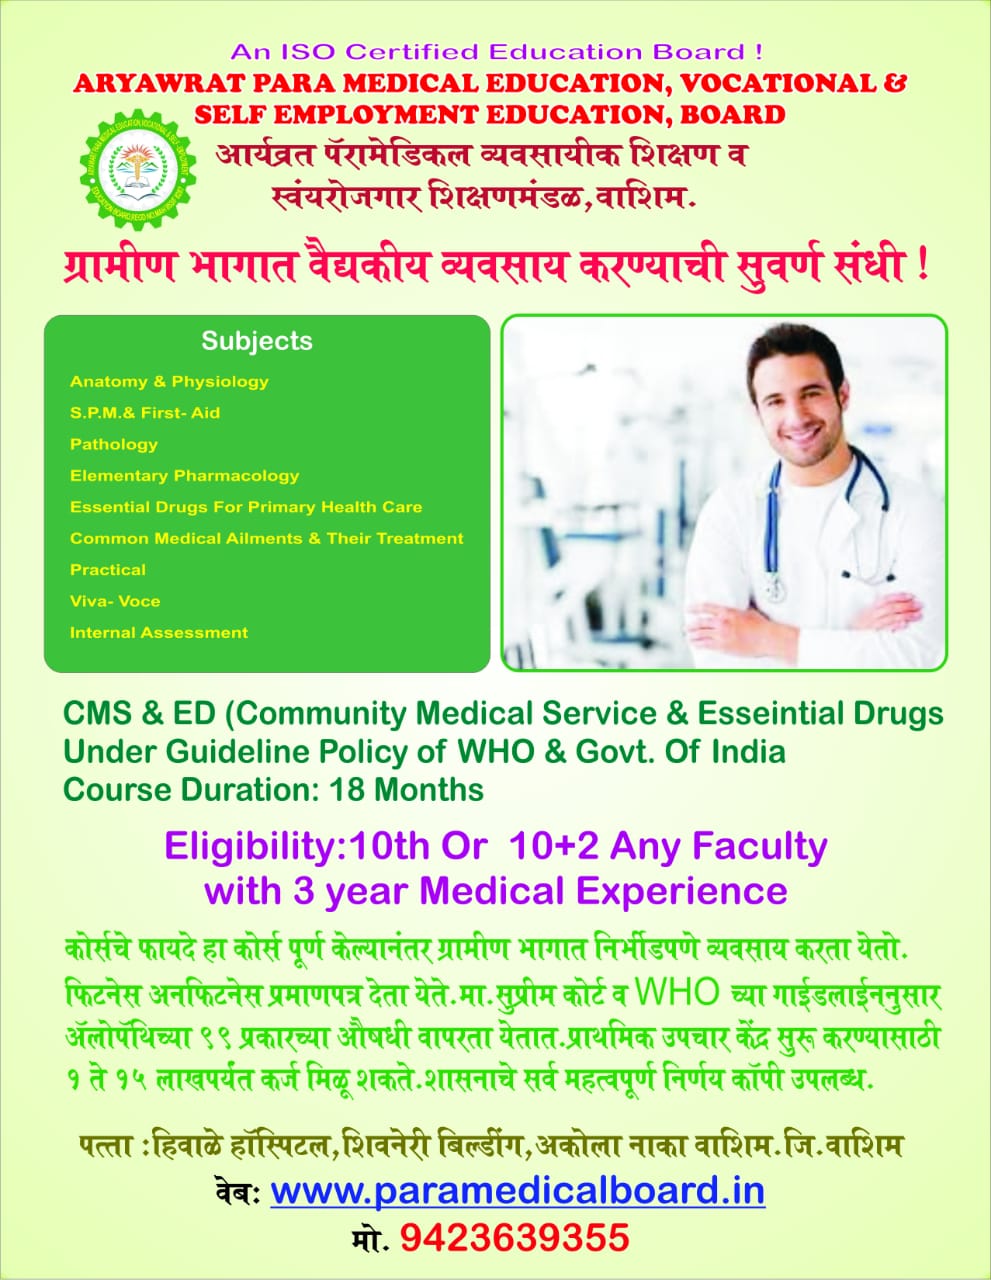 An ISO Certified Education Board !
ARYAWRAT PARA MEDICAL EDUCATION, VOCATIONAL &
SELF EMPLOYMENT EDUCATION, BOARD
आर्यव्रत पॅरामेडिकल व्यवसायीक शिक्षण व
स्वंयरोजगार शिक्षणमंडळ,वाशिम.
ग्रामीण भागात वैद्यकीय व्यवसाय करण्याची सुवर्ण संधी !
Subjects
Anatomy & Physiology
S.P.M.& First- Aid
Pathology
Elementary Pharmacology
Essential Drugs For Primary Health Care
Common Medical Ailments & Their Treatment
Practical
Viva- Voce
Internal Assessment
CMS & ED (Community Medical Service & Esseintial Drugs
Under Guideline Policy of WHO & Govt. Of India
Course Duration: 18 Months
Eligibility:10th Or 10+2 Any Faculty
with 3 year Medical Experience
कोर्सचे फायदे हा कोर्स पूर्ण केल्यानंतर ग्रामीण भागात निर्भीडपणे व्यवसाय करता येतो.
फिटनेस अनफिटनेस प्रमाणपत्र देता येते.मा.सुप्रीम कोर्ट व WHO च्या गाईडलाईननुसार
ॲलोपॅथिच्या ९९ प्रकारच्या औषधी वापरता येतात.प्राथमिक उपचार केंद्र सुरू करण्यासाठी
१ ते १५ लाखपर्यंत कर्ज मिळू शकते.शासनाचे सर्व महत्वपूर्ण निर्णय कॉपी उपलब्ध.
पत्ता :हिवाळे हॉस्पिटल,शिवनेरी बिल्डींग,अकोला नाका वाशिम.जि.वाशिम
वेब: www.paramedicalboard.in
मो. 9423639355